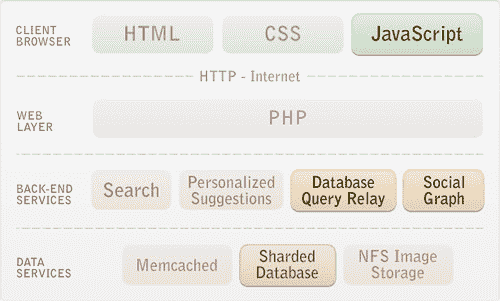 CLIENT
BROWSER
HTML
CSS
JavaScript
HTTP - Internet
WEB
LAYER
PHP
BACK-END
SERVICES
Search
Personalized
Suggestions
Database
Query Relay
Social
Graph
DATA
SERVICES
Memcached
Sharded
Database
NFS Image
Storage